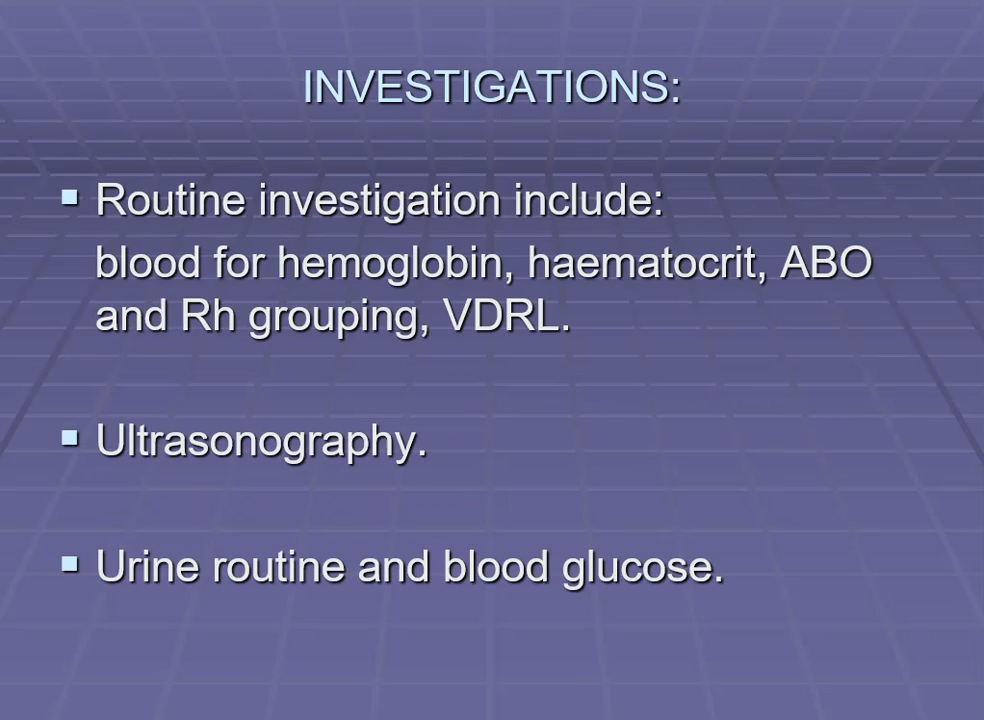 INVESTIGATIONS:
▪ Routine investigation include:
blood for hemoglobin, haematocrit, ABO
and Rh grouping, VDRL.
▪ Ultrasonography.
▪ Urine routine and blood glucose.